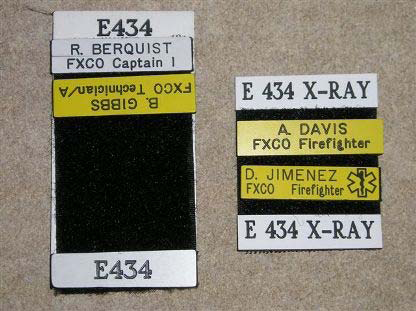 E434
R. BERQUIST
FXCO Captain I
B. GIBBS
FXCO Technician/A
E434
E 434 X-RAY
A. DAVIS
FXCO Firefighter
D. JIMENEZ
FXCO Firefighter
E 434 X-RAY